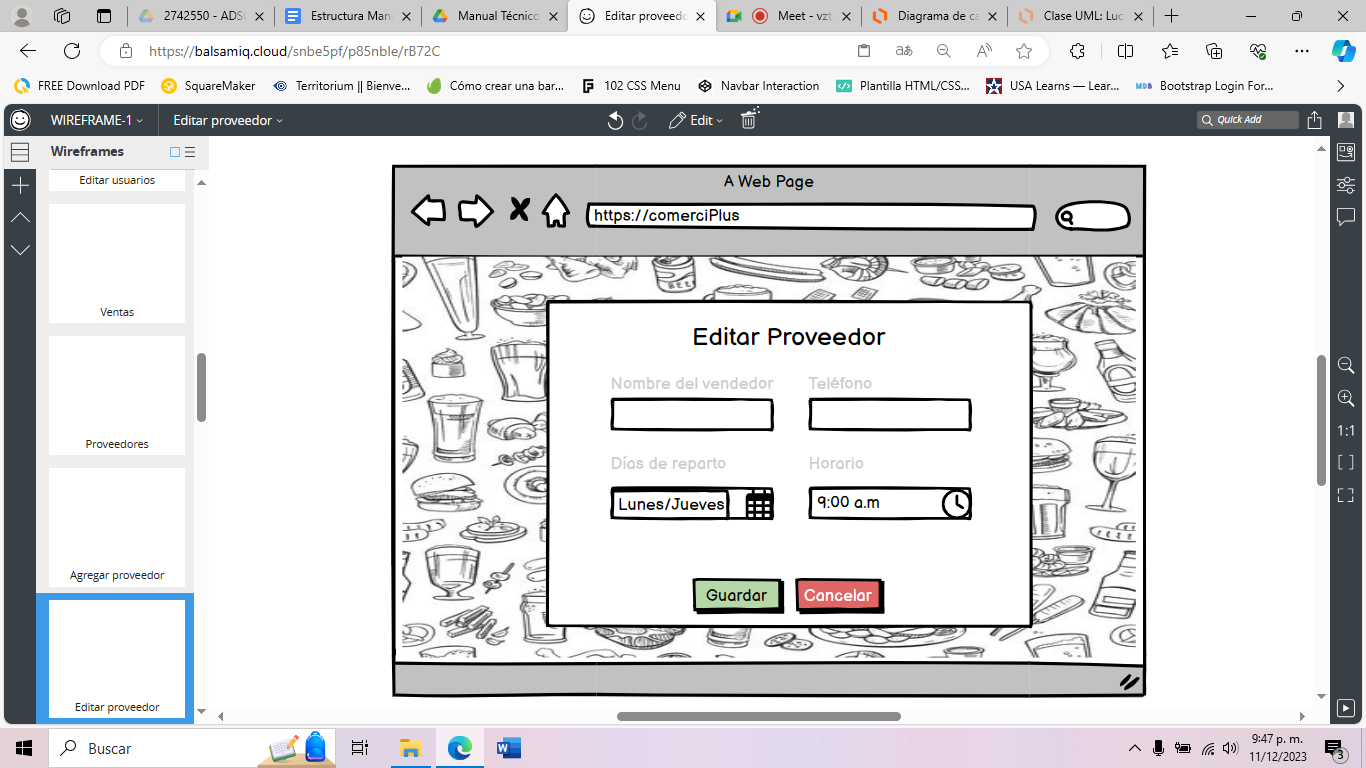 2742550 - ADSO
Estructura Man
Manual Técnico
Editar proveedo
Meet - vzt
Diagrama de ca
Clase UML: Luc
https://balsamiq.cloud/snbe5pf/p85nble/rB72C
FREE Download PDF
SquareMaker
Territorium || Bienve...
Cómo crear una bar...
102 CSS Menu
Navbar Interaction
Plantilla HTML/CSS...
USA Learns — Lear...
Bootstrap Login For...
WIREFRAME-1
Editar proveedor
Edit
Quick Add
Wireframes
Editar usuarios
Ventas
Proveedores
Agregar proveedor
Editar proveedor
A Web Page
https://comerciPlus
BEER
Editar Proveedor
Nombre del vendedor
Teléfono
Días de reparto
Horario
Lunes/Jueves
9:00 a.m
Guardar
Cancelar
1:1
Buscar
9:47 p. m.
11/12/2023
3